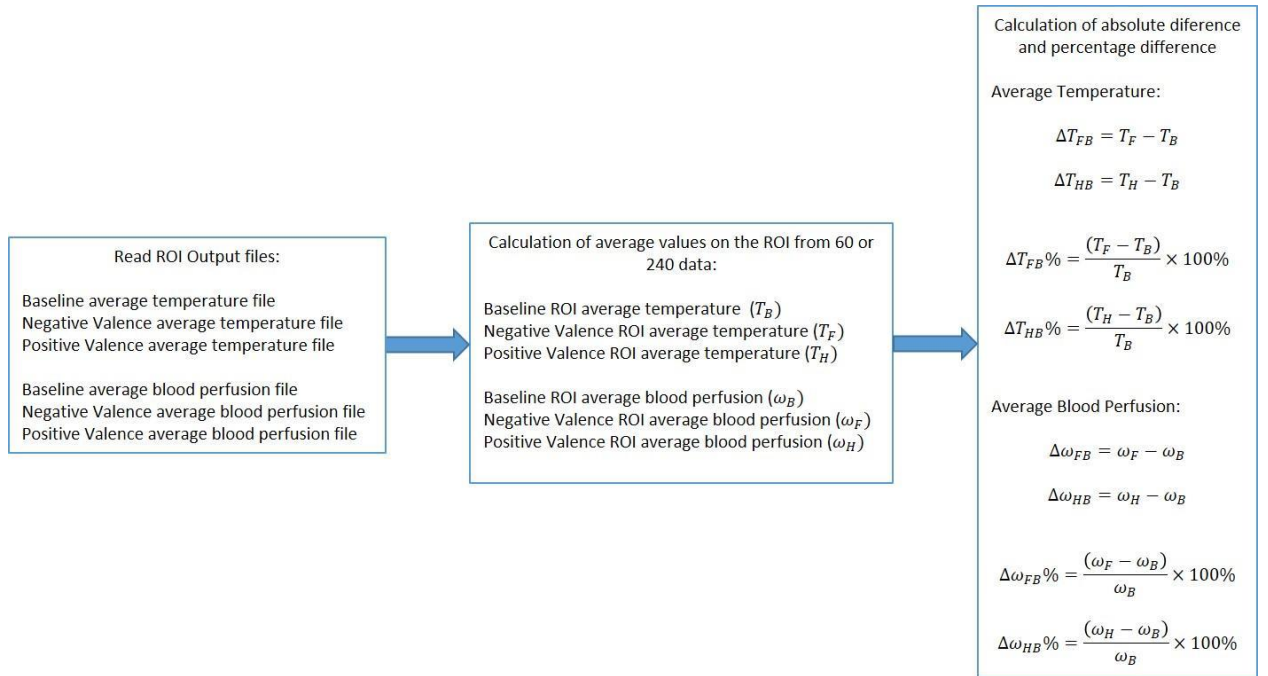 Read ROI Output files:
Baseline average temperature file
Negative Valence average temperature file
Positive Valence average temperature file
Baseline average blood perfusion file
Negative Valence average blood perfusion file
Positive Valence average blood perfusion file
Calculation of average values on the ROI from 60 or
240 data:
Baseline ROI average temperature (T_B)
Negative Valence ROI average temperature (T_F)
Positive Valence ROI average temperature (T_H)
Baseline ROI average blood perfusion (ω_B)
Negative Valence ROI average blood perfusion (ω_F)
Positive Valence ROI average blood perfusion (ω_H)
Calculation of absolute diference
and percentage difference
Average Temperature:
ΔT_FB = T_F − T_B
ΔT_HB = T_H − T_B
ΔT_FB% = (T_F − T_B) / T_B × 100%
ΔT_HB% = (T_H − T_B) / T_B × 100%
Average Blood Perfusion:
Δω_FB = ω_F − ω_B
Δω_HB = ω_H − ω_B
Δω_FB% = (ω_F − ω_B) / ω_B × 100%
Δω_HB% = (ω_H − ω_B) / ω_B × 100%